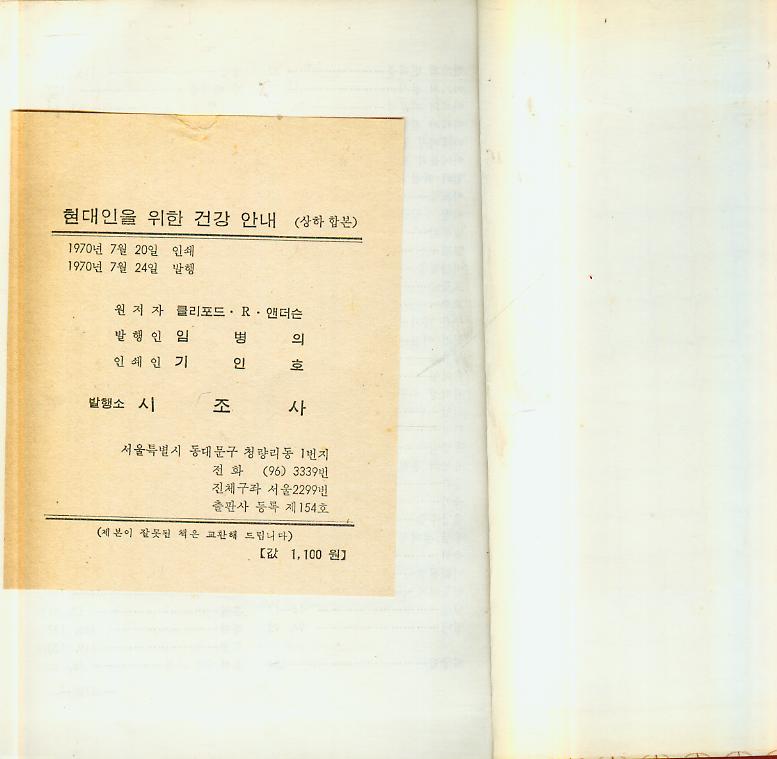 현대인을 위한 건강 안내 (상하 합본)
1970년 7월 20일 인쇄
1970년 7월 24일 발행
원 저 자 클리포드 · R · 앤더슨
발 행 인 임 병 의
인 쇄 인 기 인 호
발행소 시 조 사
서울특별시 동대문구 청량리동 1번지
전 화 (96) 3339번
진체구좌 서울2299번
출판사 등록 제154호
(제본이 잘못된 책은 교환해 드립니다)
【값 1,100 원】